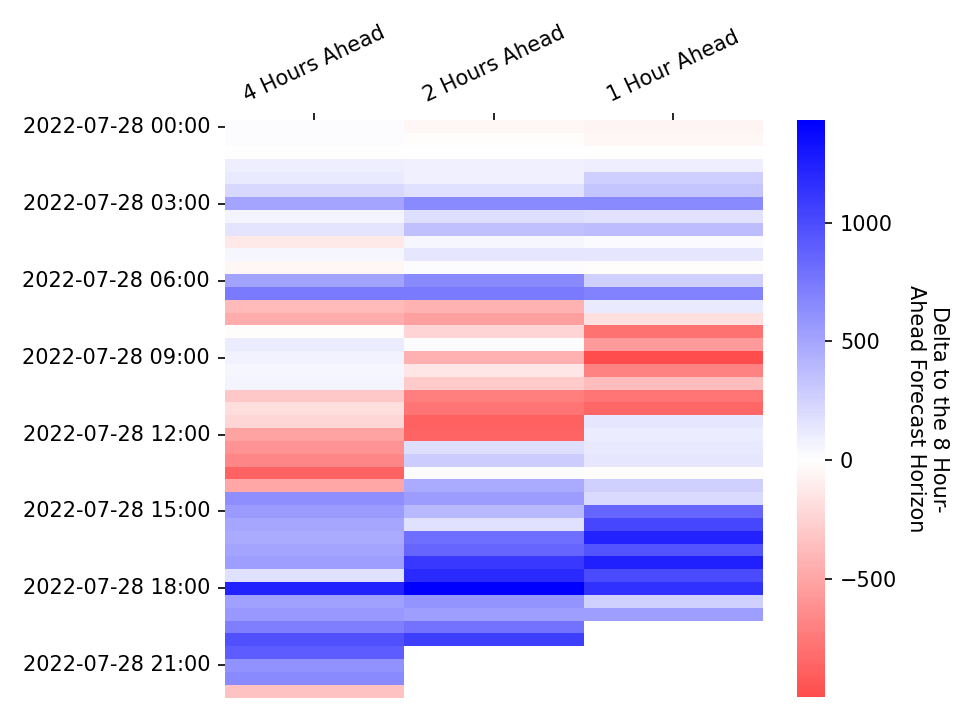 4 Hours Ahead
2 Hours Ahead
1 Hour Ahead
2022-07-28 00:00
2022-07-28 03:00
2022-07-28 06:00
2022-07-28 09:00
2022-07-28 12:00
2022-07-28 15:00
2022-07-28 18:00
2022-07-28 21:00
1000
500
0
−500
Delta to the 8 Hour-
Ahead Forecast Horizon